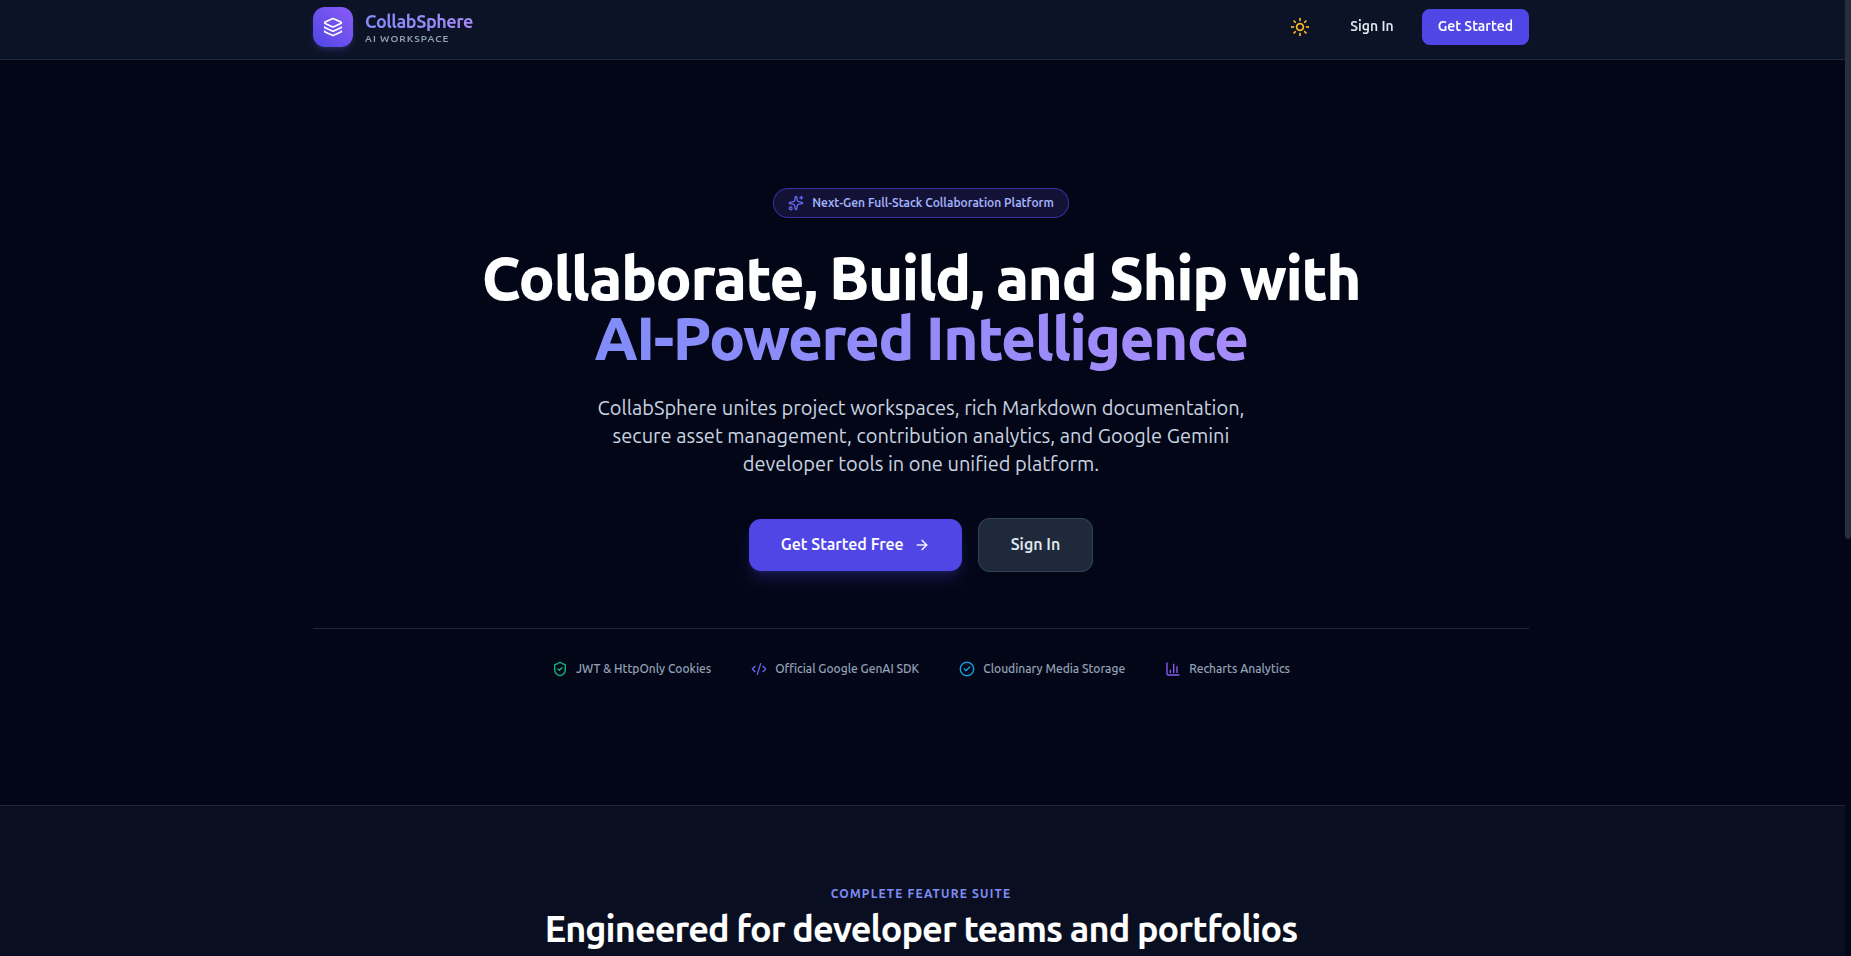 CollabSphere
AI WORKSPACE
Sign In
Get Started
Next-Gen Full-Stack Collaboration Platform
Collaborate, Build, and Ship with
AI-Powered Intelligence
CollabSphere unites project workspaces, rich Markdown documentation,
secure asset management, contribution analytics, and Google Gemini
developer tools in one unified platform.
Get Started Free
Sign In
JWT & HttpOnly Cookies
Official Google GenAI SDK
Cloudinary Media Storage
Recharts Analytics
COMPLETE FEATURE SUITE
Engineered for developer teams and portfolios